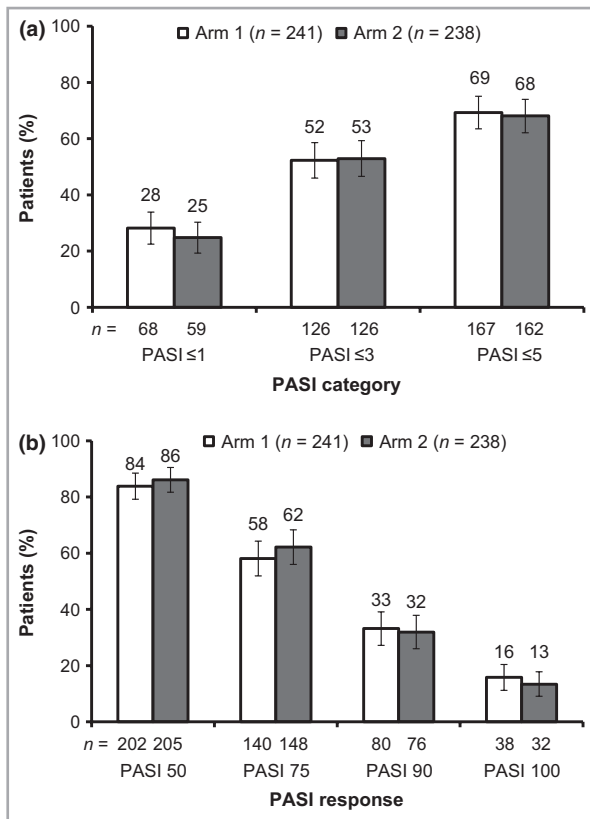 (a)
Arm 1 (n = 241) Arm 2 (n = 238)
Patients (%)
100
80
60
40
20
0
28 25
52 53
69 68
n = 68 59 126 126 167 162
PASI ≤1 PASI ≤3 PASI ≤5
PASI category
(b)
Arm 1 (n = 241) Arm 2 (n = 238)
Patients (%)
100
80
60
40
20
0
84 86
58 62
33 32
16 13
n = 202 205 140 148 80 76 38 32
PASI 50 PASI 75 PASI 90 PASI 100
PASI response